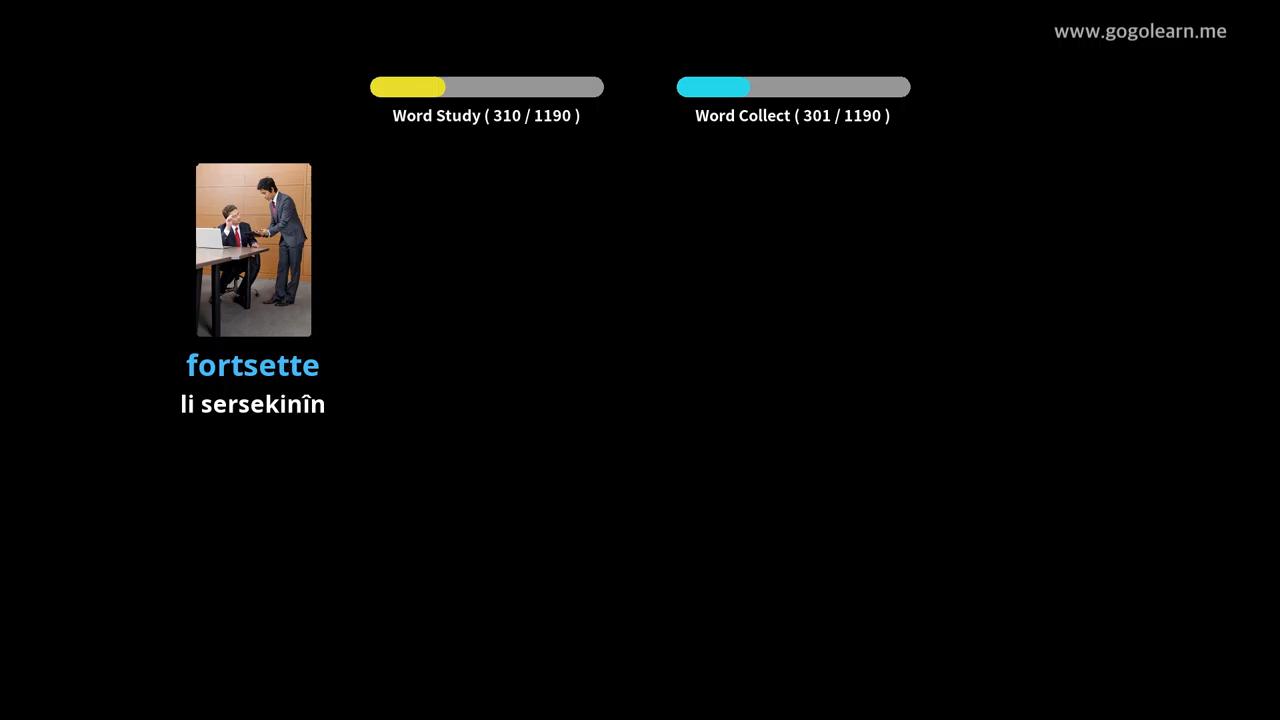 www.gogolearn.me
Word Study ( 310 / 1190 )
Word Collect ( 301 / 1190 )
fortsette
li sersekinîn